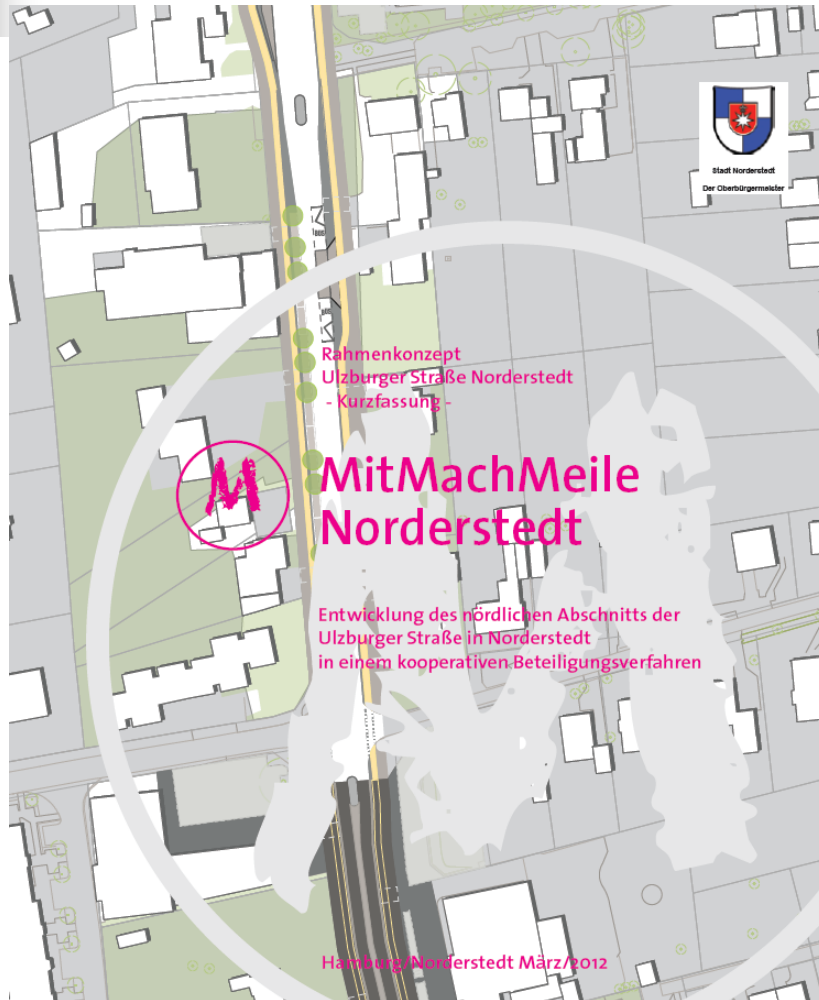 Stadt Norderstedt
Der Oberbürgermeister
BUS
Rahmenkonzept
Ulzburger Straße Norderstedt
- Kurzfassung -
M
MitMachMeile
Norderstedt
Entwicklung des nördlichen Abschnitts der
Ulzburger Straße in Norderstedt
in einem kooperativen Beteiligungsverfahren
Hamburg/Norderstedt März/2012